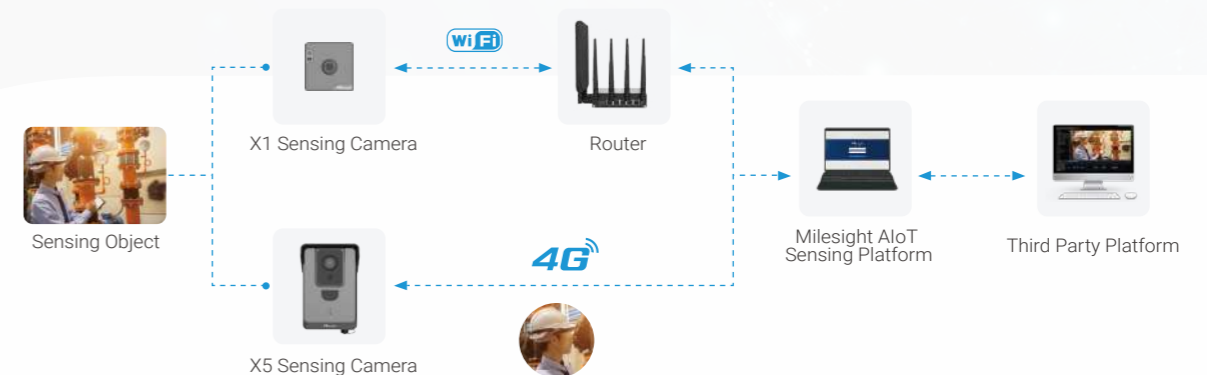 WiFi
X1 Sensing Camera
Router
Sensing Object
4G
Milesight AIoT
Sensing Platform
Third Party Platform
X5 Sensing Camera